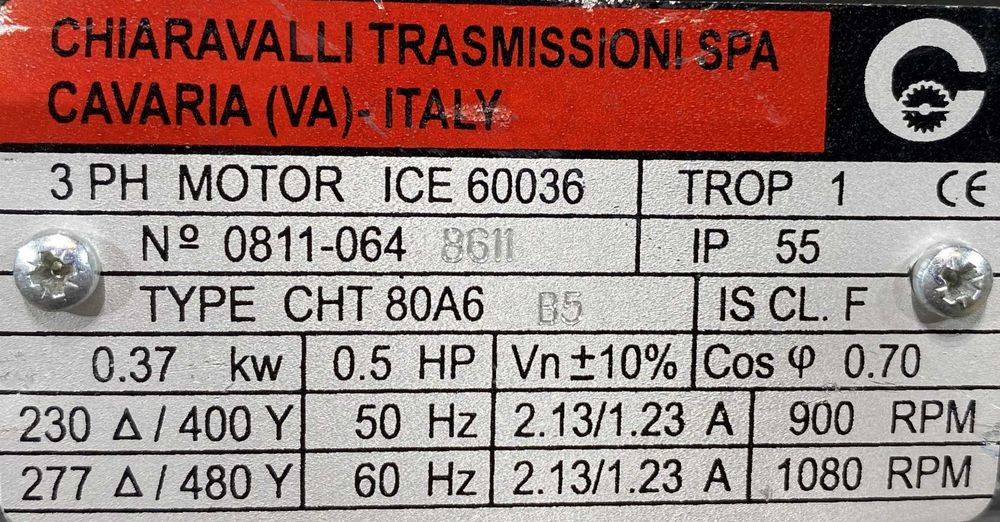 CHIARAVALLI TRASMISSIONI SPA
CAVARIA (VA)- ITALY
3 PH MOTOR ICE 60036 TROP 1 CE
Nº 0811-064 8611 IP 55
TYPE CHT 80A6 B5 IS CL. F
0.37 kw 0.5 HP Vn ±10% Cos φ 0.70
230 Δ / 400 Y 50 Hz 2.13/1.23 A 900 RPM
277 Δ / 480 Y 60 Hz 2.13/1.23 A 1080 RPM